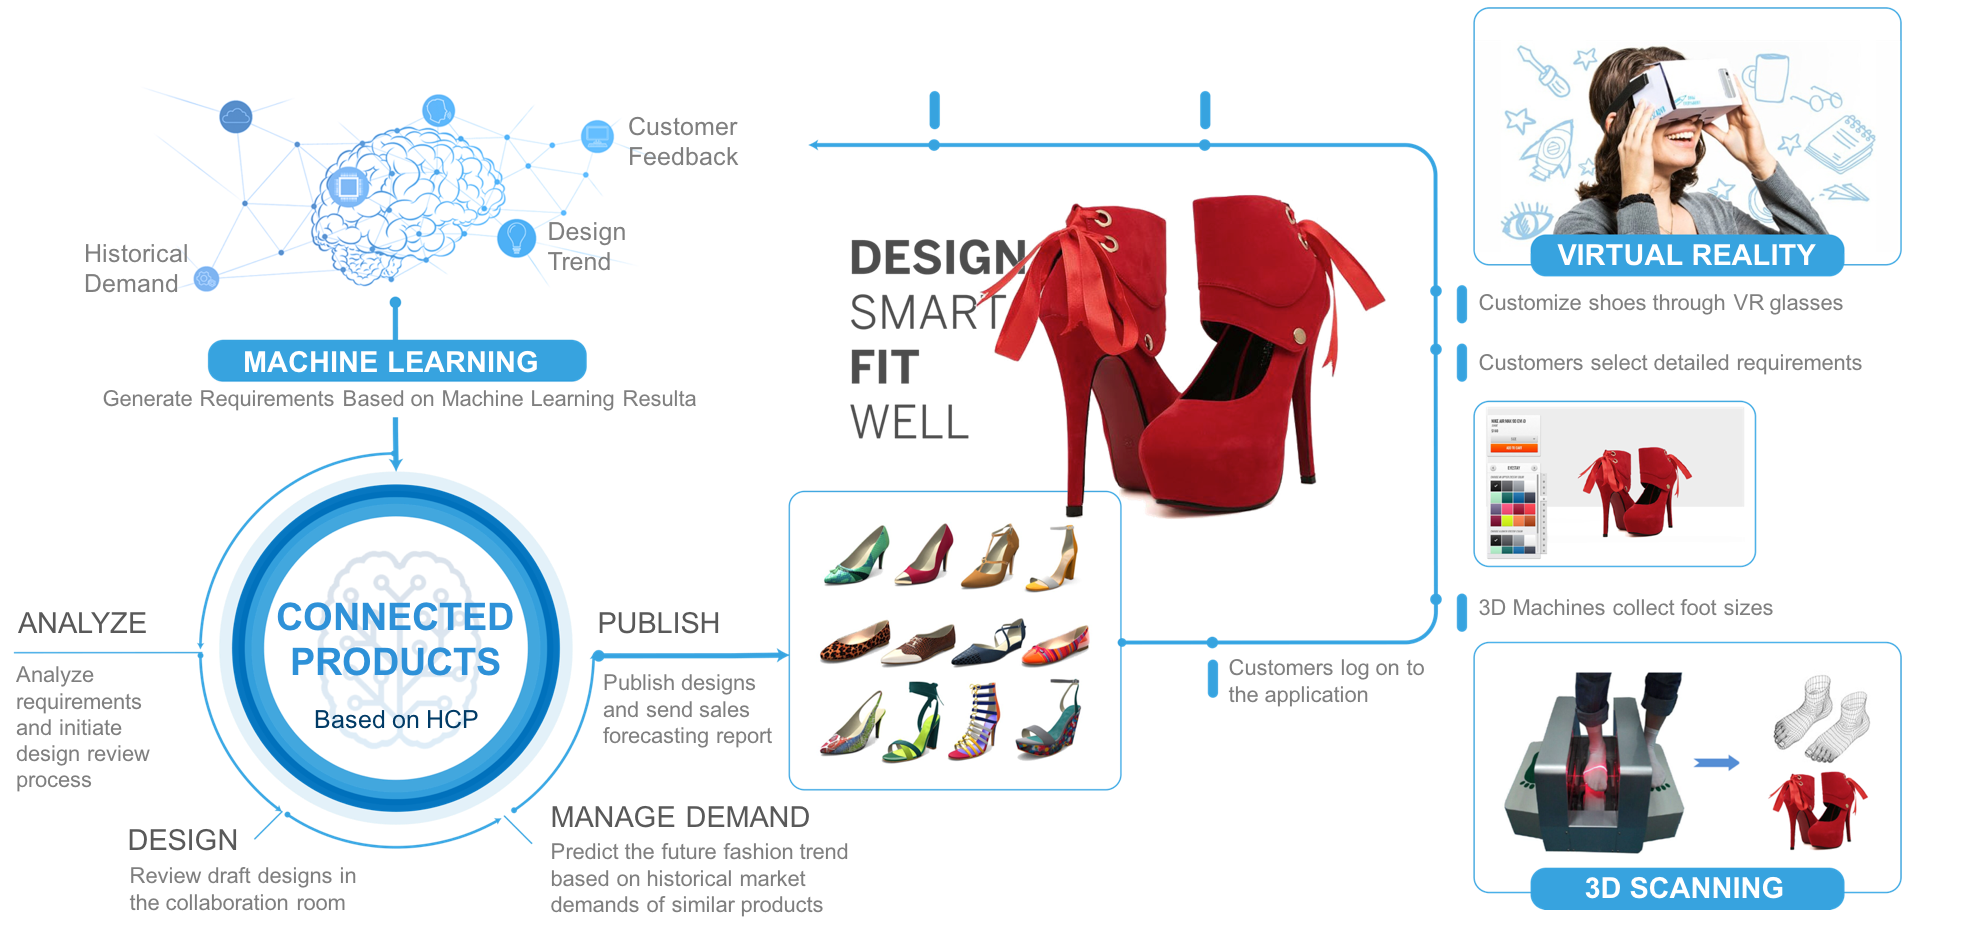 Customer
Feedback
Historical
Demand
Design
Trend
MACHINE LEARNING
Generate Requirements Based on Machine Learning Resulta
CONNECTED
PRODUCTS
Based on HCP
ANALYZE
Analyze
requirements
and initiate
design review
process
DESIGN
Review draft designs in
the collaboration room
MANAGE DEMAND
Predict the future fashion trend
based on historical market
demands of similar products
PUBLISH
Publish designs
and send sales
forecasting report
DESIGN
SMART
FIT
WELL
Customers log on to
the application
VIRTUAL REALITY
Customize shoes through VR glasses
Customers select detailed requirements
3D Machines collect foot sizes
3D SCANNING